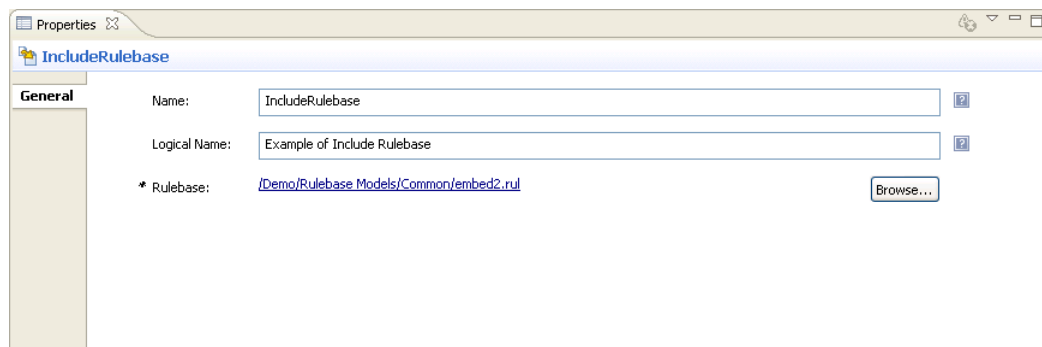 Properties
IncludeRulebase
General
Name: IncludeRulebase
Logical Name: Example of Include Rulebase
* Rulebase: /Demo/Rulebase Models/Common/embed2.rul Browse...